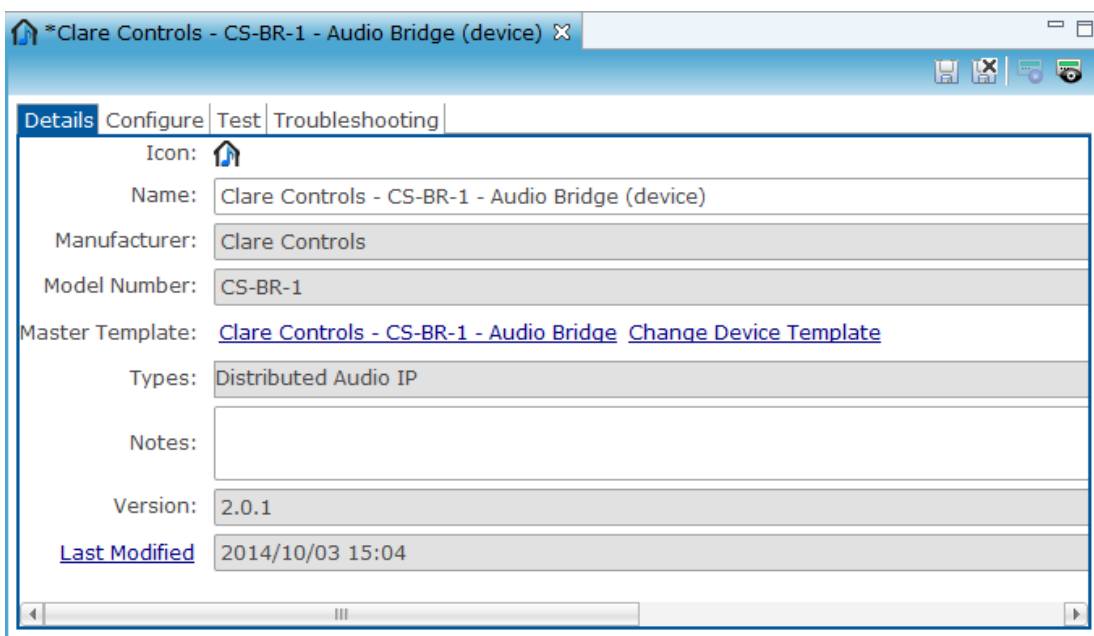 *Clare Controls - CS-BR-1 - Audio Bridge (device)
Details Configure Test Troubleshooting
Icon:
Name: Clare Controls - CS-BR-1 - Audio Bridge (device)
Manufacturer: Clare Controls
Model Number: CS-BR-1
Master Template: Clare Controls - CS-BR-1 - Audio Bridge Change Device Template
Types: Distributed Audio IP
Notes:
Version: 2.0.1
Last Modified 2014/10/03 15:04